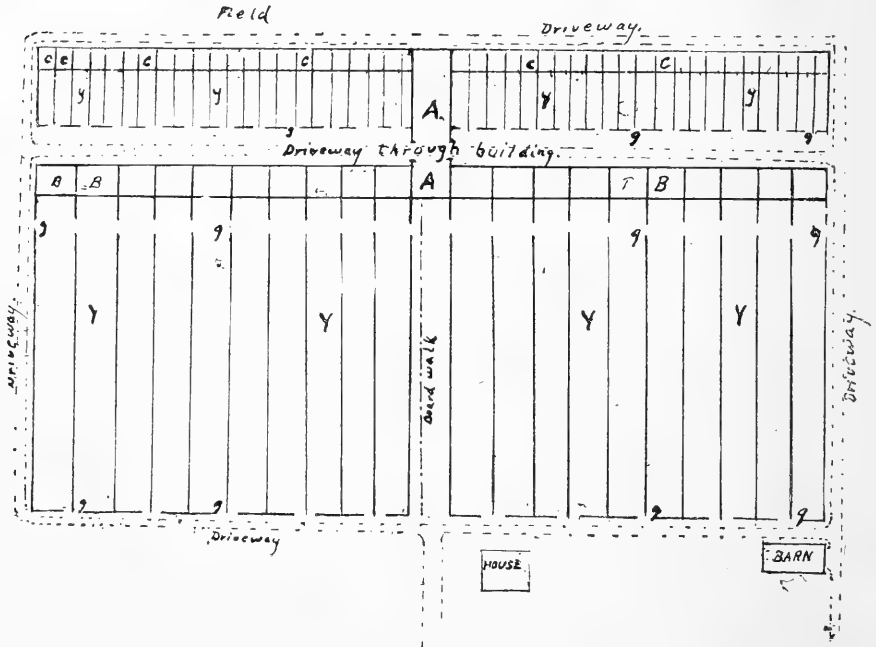 Field
Driveway.
c c c c c C
y y y y
A
g g g
Driveway through building.
B B A T B
g g g g
Y Y Y Y
Driveway.
Board walk
Driveway.
g g g g
Driveway
HOUSE
BARN